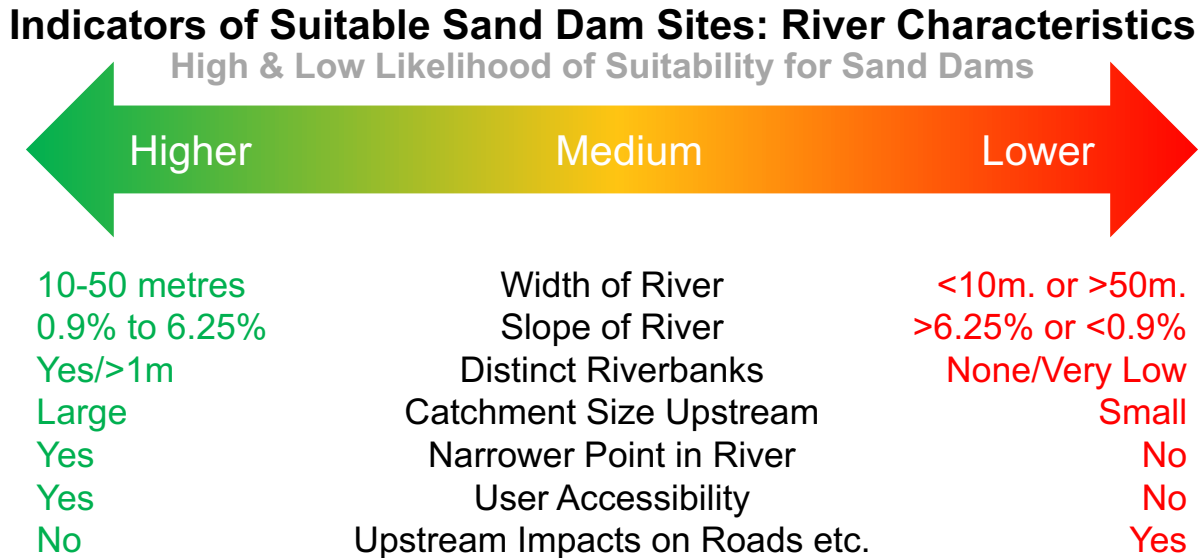 Indicators of Suitable Sand Dam Sites: River Characteristics
High & Low Likelihood of Suitability for Sand Dams
Higher Medium Lower
10-50 metres Width of River <10m. or >50m.
0.9% to 6.25% Slope of River >6.25% or <0.9%
Yes/>1m Distinct Riverbanks None/Very Low
Large Catchment Size Upstream Small
Yes Narrower Point in River No
Yes User Accessibility No
No Upstream Impacts on Roads etc. Yes